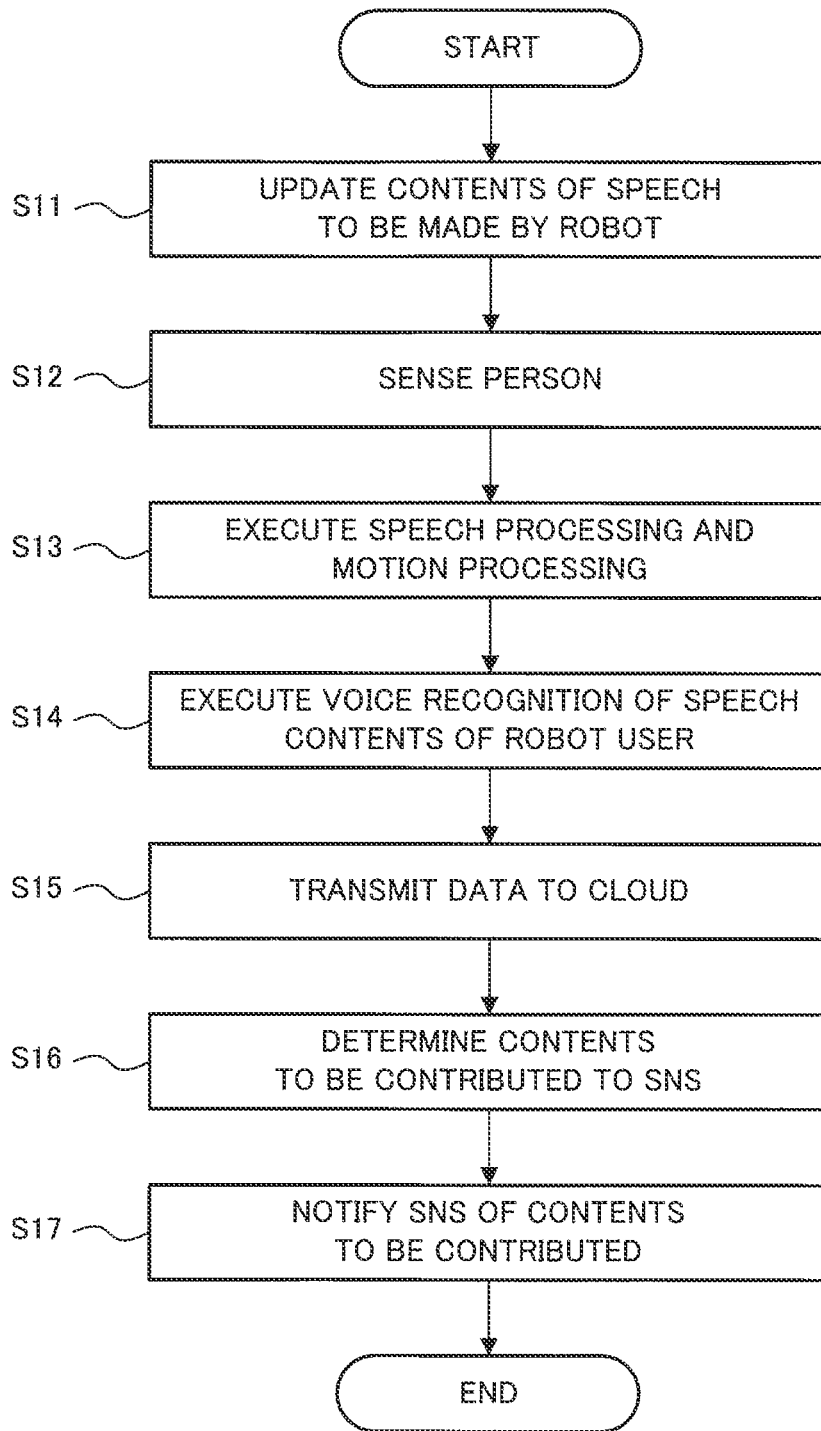 START
S11
UPDATE CONTENTS OF SPEECH
TO BE MADE BY ROBOT
S12
SENSE PERSON
S13
EXECUTE SPEECH PROCESSING AND
MOTION PROCESSING
S14
EXECUTE VOICE RECOGNITION OF SPEECH
CONTENTS OF ROBOT USER
S15
TRANSMIT DATA TO CLOUD
S16
DETERMINE CONTENTS
TO BE CONTRIBUTED TO SNS
S17
NOTIFY SNS OF CONTENTS
TO BE CONTRIBUTED
END